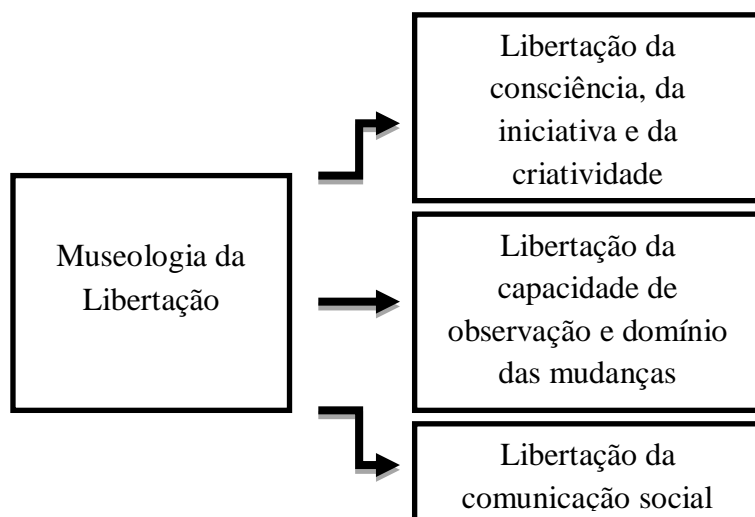 Museologia da
Libertação
Libertação da
consciência, da
iniciativa e da
criatividade
Libertação da
capacidade de
observação e domínio
das mudanças
Libertação da
comunicação social